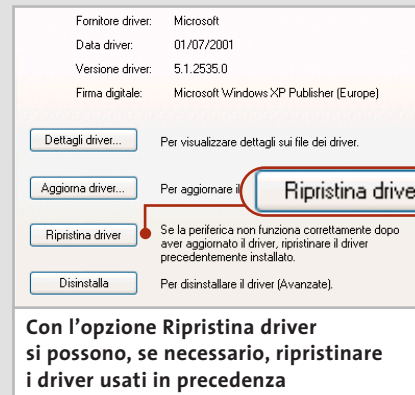 Fornitore driver: Microsoft
Data driver: 01/07/2001
Versione driver: 5.1.2535.0
Firma digitale: Microsoft Windows XP Publisher (Europe)
Dettagli driver... Per visualizzare dettagli sui file dei driver.
Aggiorna driver... Per aggiornare il
Ripristina drive
Ripristina driver
Se la periferica non funziona correttamente dopo
aver aggiornato il driver, ripristinare il driver
precedentemente installato.
Disinstalla Per disinstallare il driver (Avanzate).
Con l'opzione Ripristina driver
si possono, se necessario, ripristinare
i driver usati in precedenza